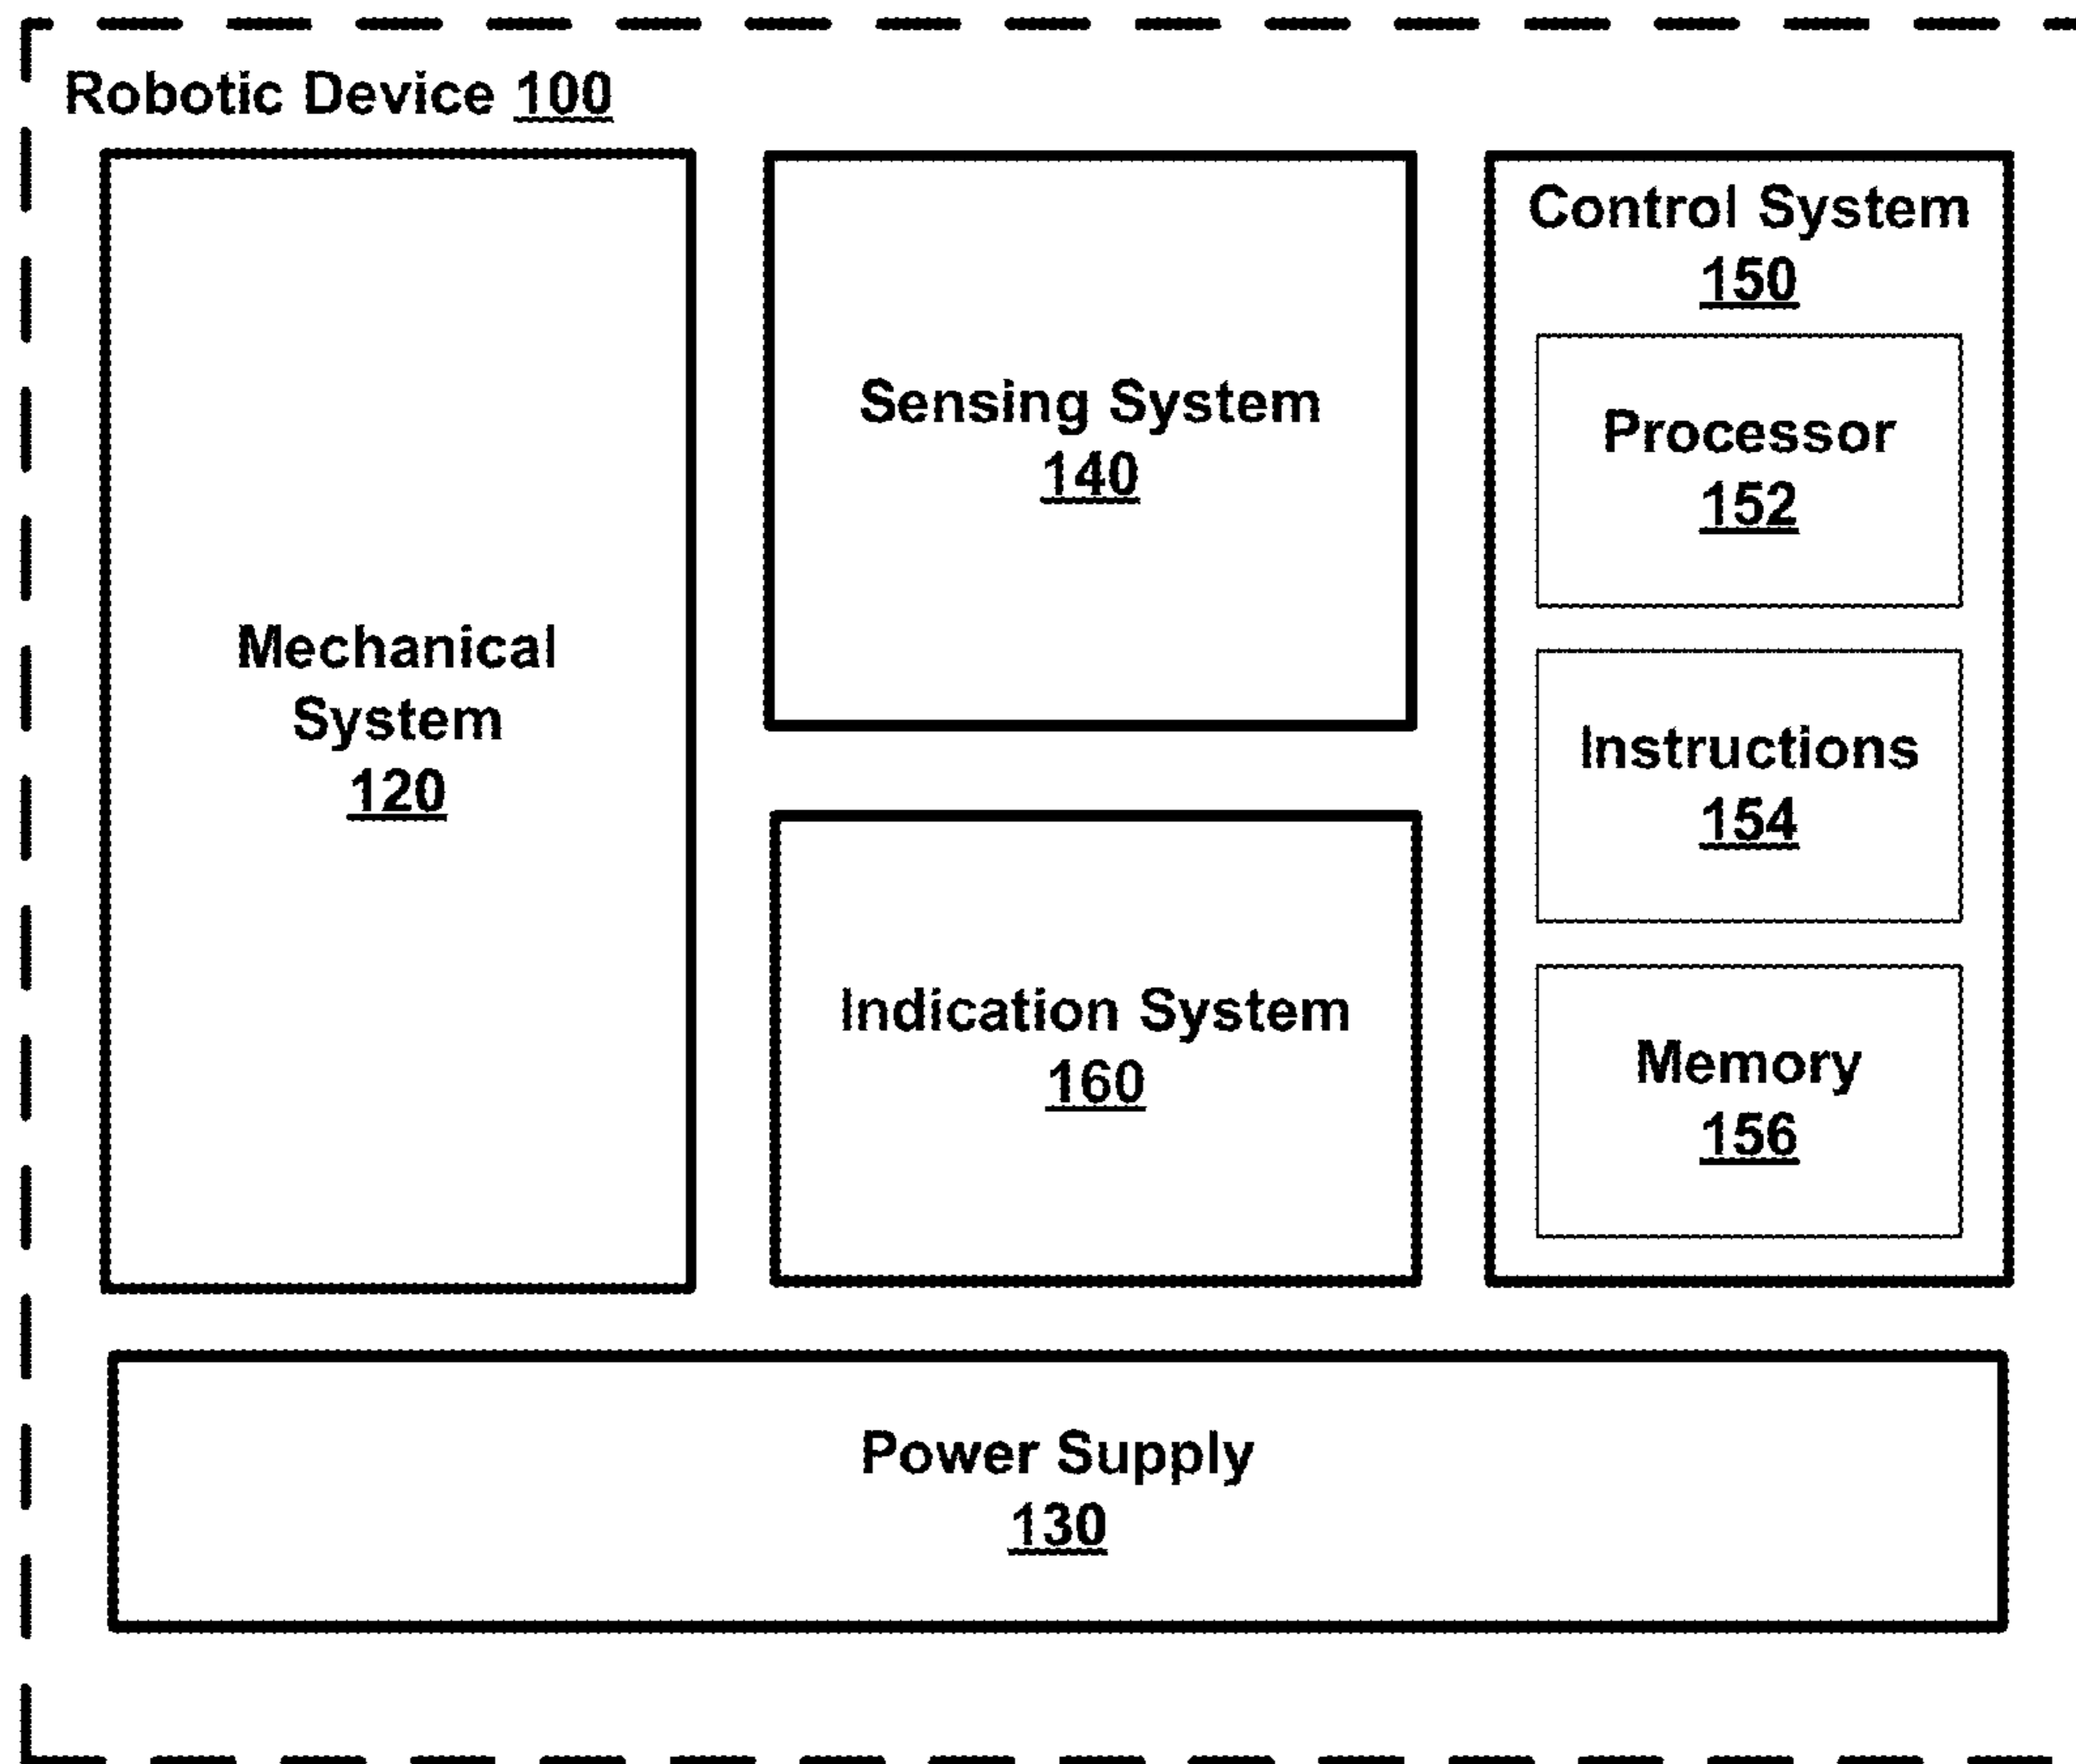 Robotic Device 100
Mechanical
System
120
Sensing System
140
Indication System
160
Control System
150
Processor
152
Instructions
154
Memory
156
Power Supply
130